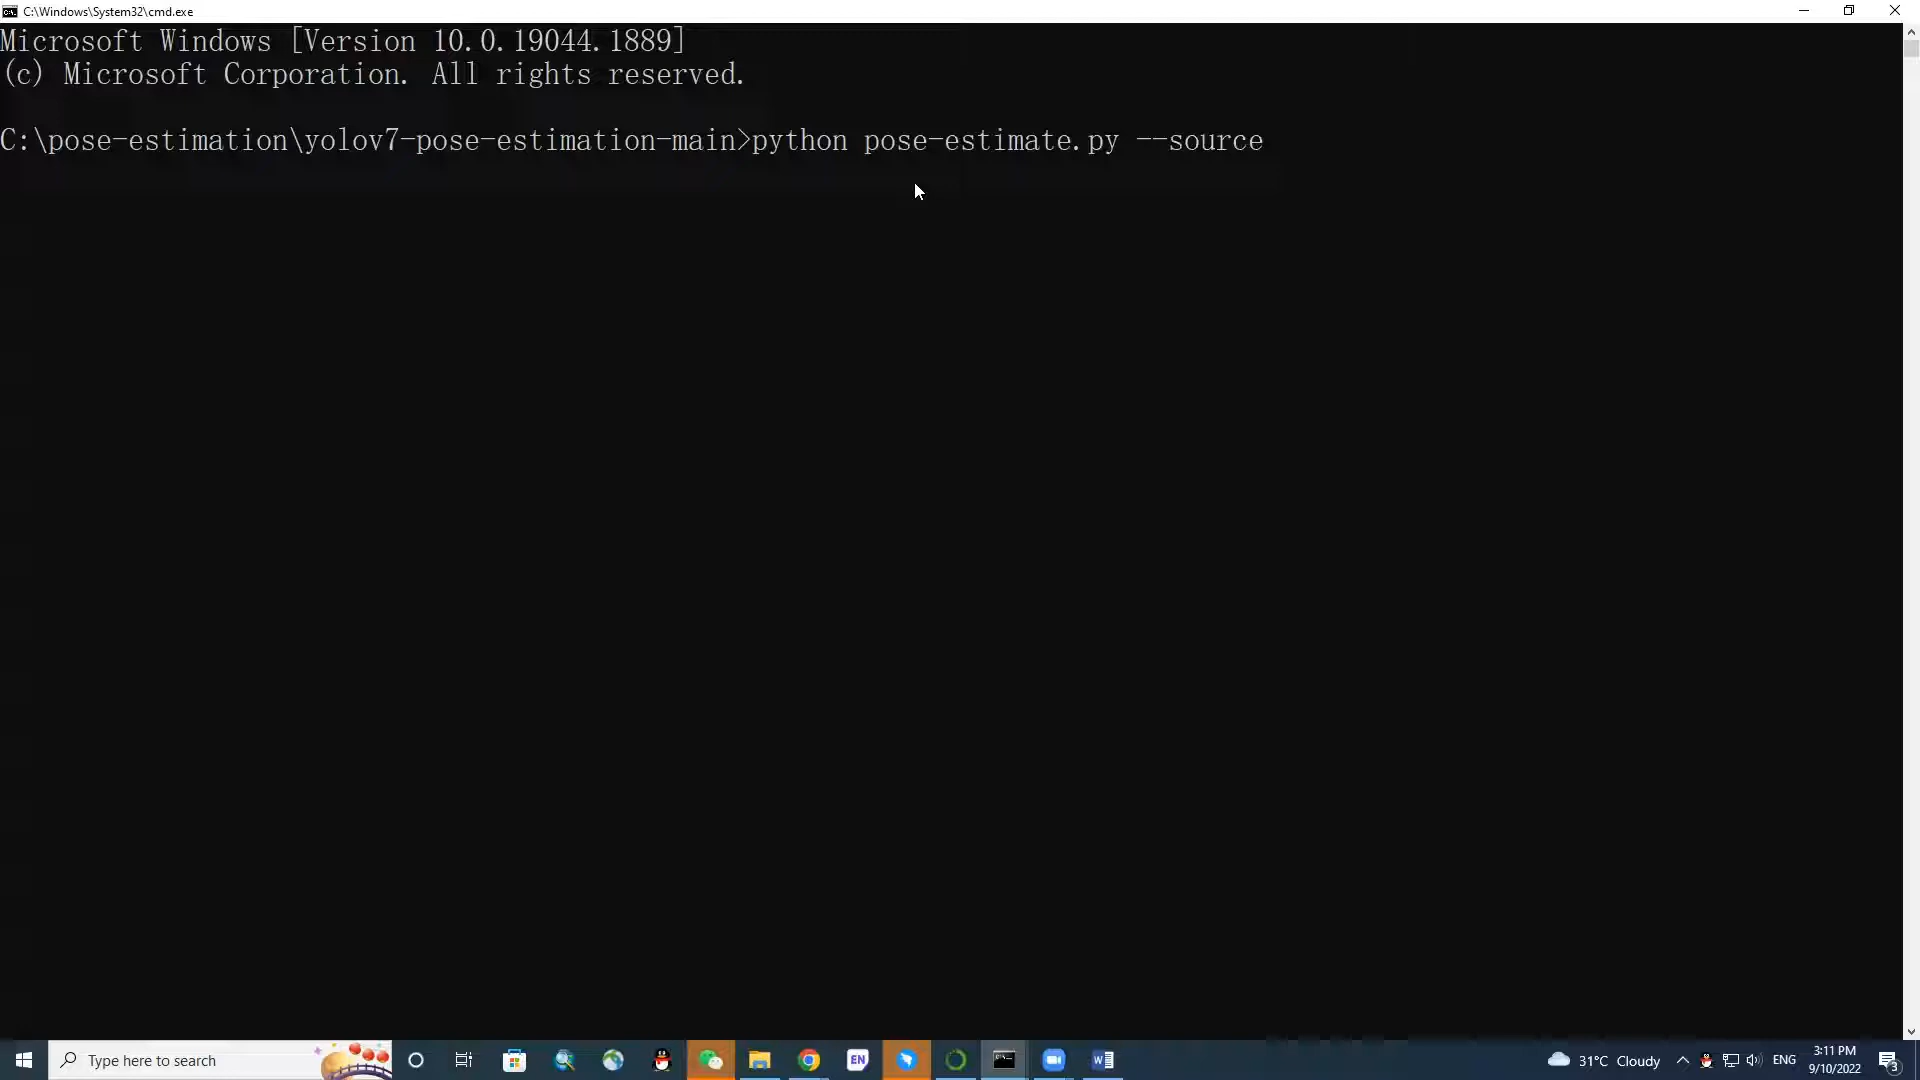 C:\Windows\System32\cmd.exe
Microsoft Windows [Version 10.0.19044.1889]
(c) Microsoft Corporation. All rights reserved.
C:\pose-estimation\yolov7-pose-estimation-main>python pose-estimate.py --source
Type here to search
EN
31°C Cloudy
ENG
3:11 PM
9/10/2022
3